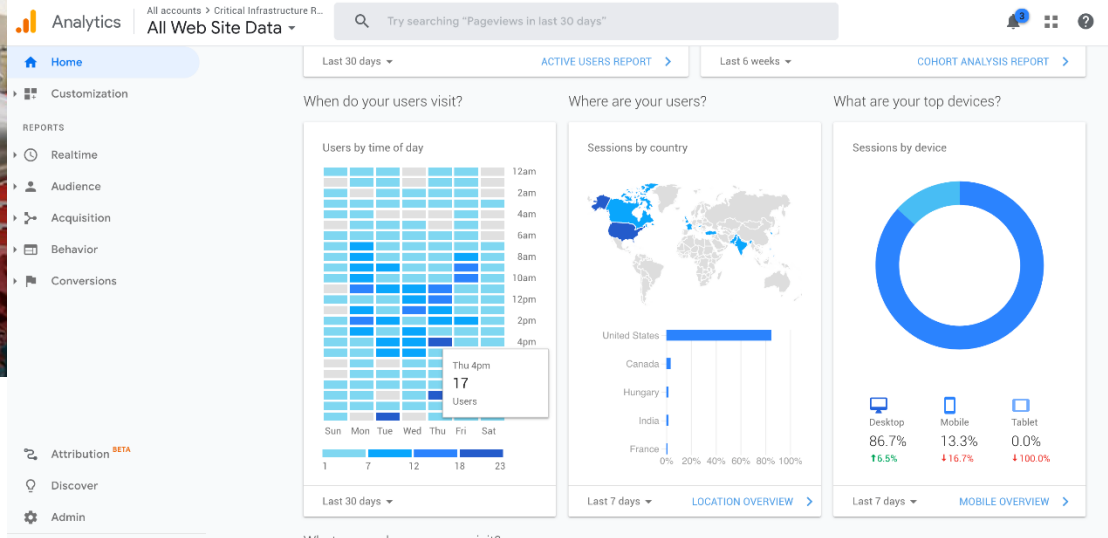 Analytics
All accounts > Critical Infrastructure R...
All Web Site Data
Try searching "Pageviews in last 30 days"
3
Home
Customization
REPORTS
Realtime
Audience
Acquisition
Behavior
Conversions
Attribution BETA
Discover
Admin
Last 30 days
ACTIVE USERS REPORT
Last 6 weeks
COHORT ANALYSIS REPORT
When do your users visit?
Users by time of day
12am
2am
4am
6am
8am
10am
12pm
2pm
4pm
Thu 4pm
17
Users
Sun Mon Tue Wed Thu Fri Sat
1 7 12 18 23
Last 30 days
Where are your users?
Sessions by country
United States
Canada
Hungary
India
France
0% 20% 40% 60% 80% 100%
Last 7 days
LOCATION OVERVIEW
What are your top devices?
Sessions by device
Desktop Mobile Tablet
86.7% 13.3% 0.0%
6.5% 16.7% 100.0%
Last 7 days
MOBILE OVERVIEW